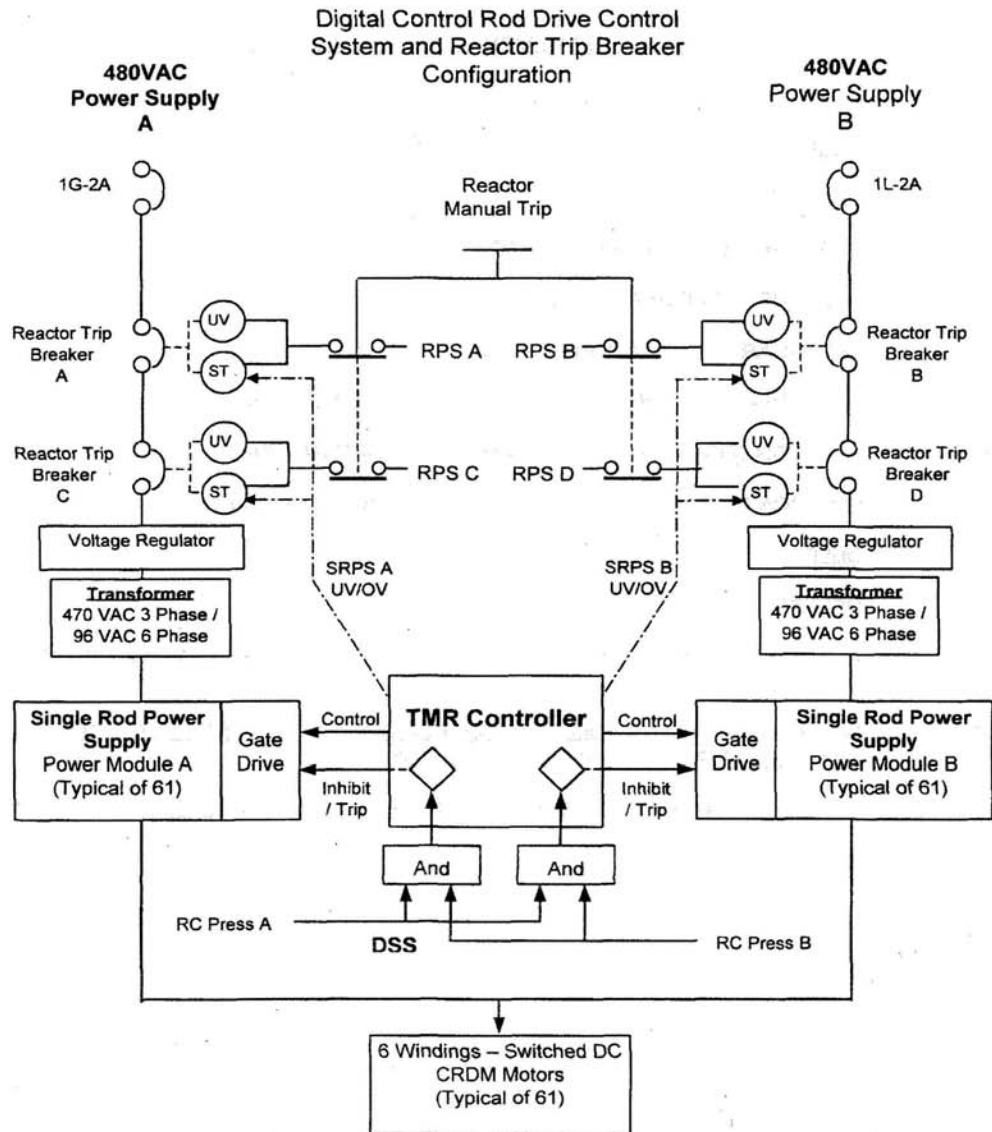 Digital Control Rod Drive Control
System and Reactor Trip Breaker
Configuration
480VAC
Power Supply
A
480VAC
Power Supply
B
1G-2A
1L-2A
Reactor
Manual Trip
Reactor Trip
Breaker
A
UV
ST
RPS A
RPS B
UV
ST
Reactor Trip
Breaker
B
Reactor Trip
Breaker
C
UV
ST
RPS C
RPS D
UV
ST
Reactor Trip
Breaker
D
Voltage Regulator
Voltage Regulator
SRPS A
UV/OV
SRPS B
UV/OV
Transformer
470 VAC 3 Phase /
96 VAC 6 Phase
Transformer
470 VAC 3 Phase /
96 VAC 6 Phase
Single Rod Power
Supply
Power Module A
(Typical of 61)
Gate
Drive
Control
Inhibit
/ Trip
TMR Controller
Control
Inhibit
/ Trip
Gate
Drive
Single Rod Power
Supply
Power Module B
(Typical of 61)
And
And
RC Press A
DSS
RC Press B
6 Windings – Switched DC
CRDM Motors
(Typical of 61)